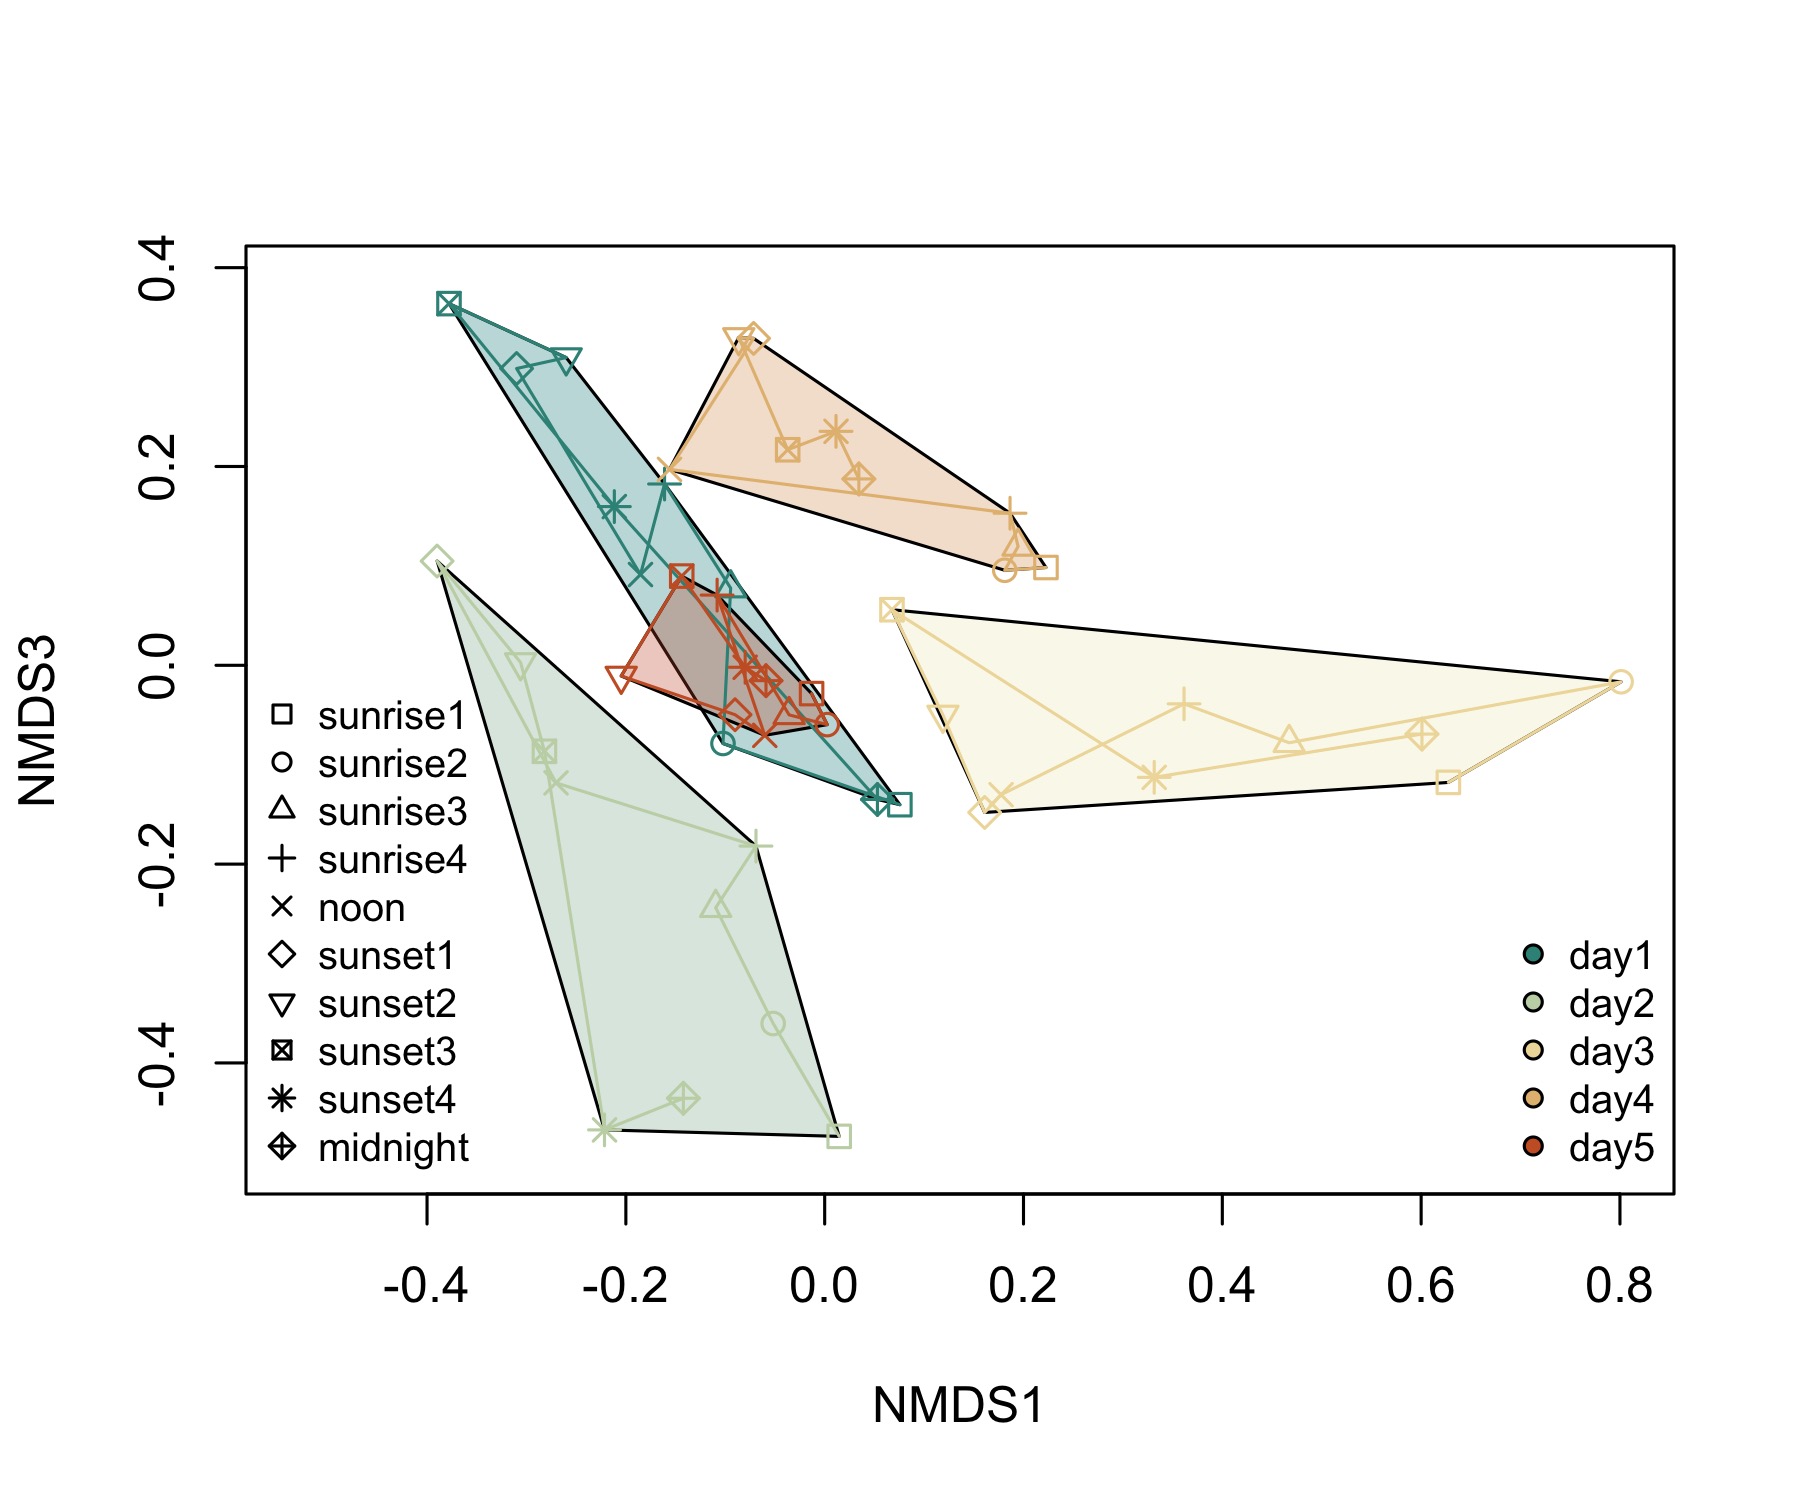 0.4
0.2
0.0
-0.2
-0.4
NMDS3
sunrise1
sunrise2
sunrise3
sunrise4
noon
sunset1
sunset2
sunset3
sunset4
midnight
day1
day2
day3
day4
day5
-0.4 -0.2 0.0 0.2 0.4 0.6 0.8
NMDS1